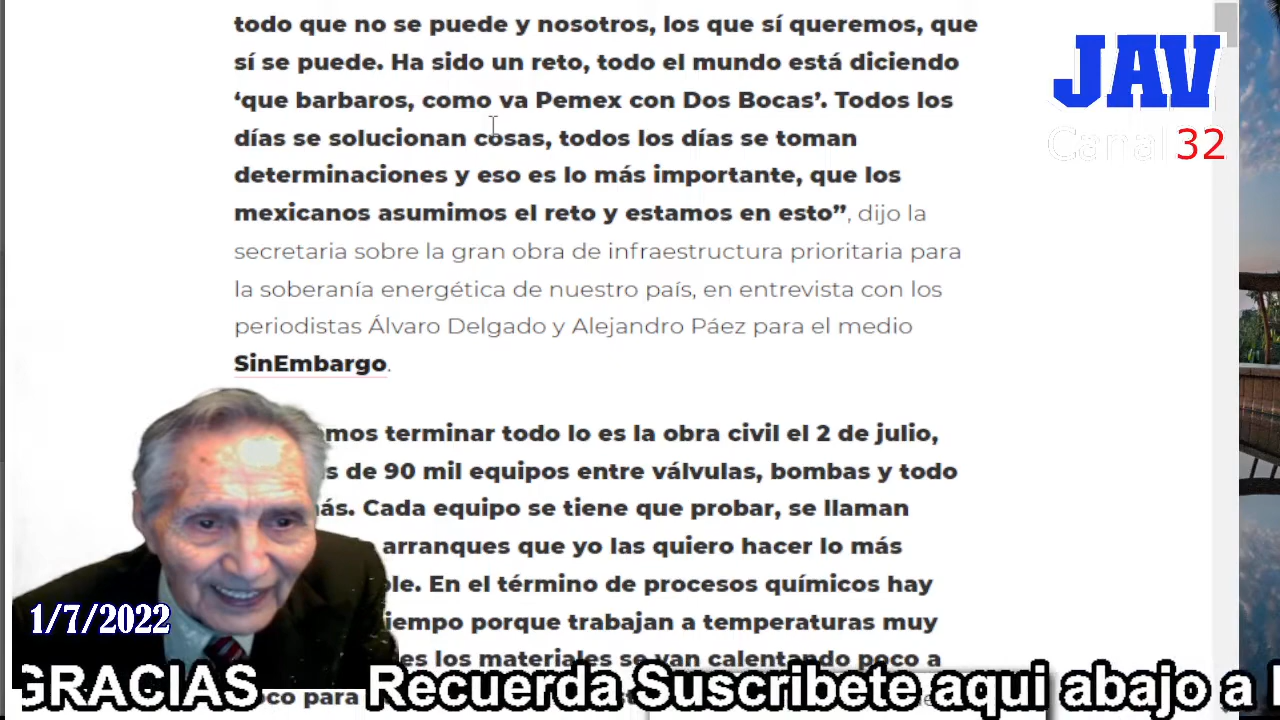 todo que no se puede y nosotros, los que sí queremos, que
sí se puede. Ha sido un reto, todo el mundo está diciendo
‘que barbaros, como va Pemex con Dos Bocas’. Todos los
días se solucionan cosas, todos los días se toman
determinaciones y eso es lo más importante, que los
mexicanos asumimos el reto y estamos en esto”, dijo la
secretaria sobre la gran obra de infraestructura prioritaria para
la soberanía energética de nuestro país, en entrevista con los
periodistas Álvaro Delgado y Alejandro Páez para el medio
SinEmbargo.
mos terminar todo lo es la obra civil el 2 de julio,
s de 90 mil equipos entre válvulas, bombas y todo
ás. Cada equipo se tiene que probar, se llaman
arranques que yo las quiero hacer lo más
le. En el término de procesos químicos hay
iempo porque trabajan a temperaturas muy
es los materiales se van calentando poco a
oco para
JAV
Canal 32
1/7/2022
GRACIAS Recuerda Suscribete aqui abajo a l